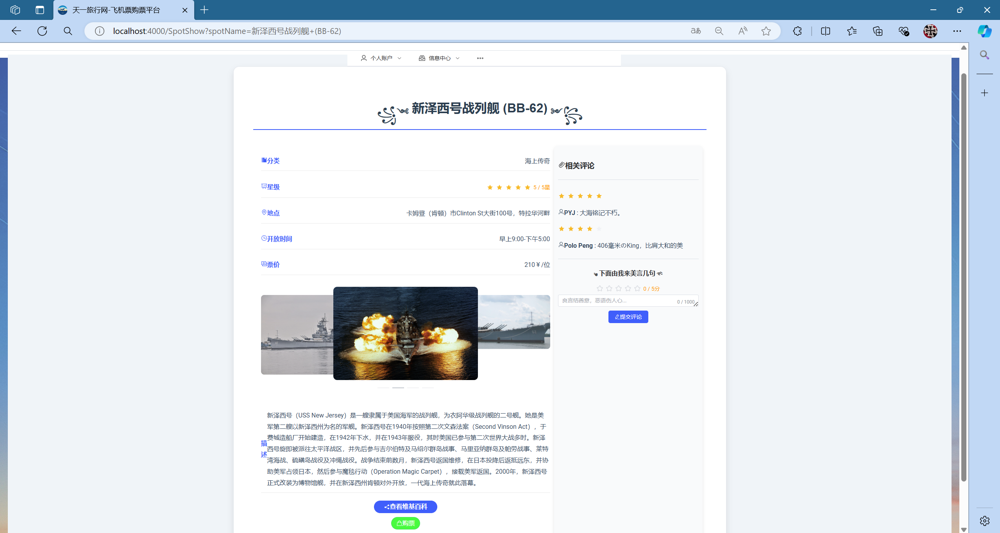 天一旅行网-飞机票购票平台
localhost:4000/SpotShow?spotName=新泽西号战列舰+(BB-62)
个人账户
信息中心
新泽西号战列舰 (BB-62)
分类
海上传奇
星级
5 / 5星
地点
卡姆登（肯顿）市Clinton St大街100号，特拉华河畔
开放时间
早上9:00-下午5:00
票价
210￥/位
62
新泽西号（USS New Jersey）是一艘隶属于美国海军的战列舰，为衣阿华级战列舰的二号舰。她是美
军第二艘以新泽西州为名的军舰。新泽西号在1940年按照第二次文森法案（Second Vinson Act），于
费城造船厂开始建造，在1942年下水，并在1943年服役，其时美国已参与第二次世界大战多时。新泽
西号旋即被派往太平洋战区，并先后参与吉尔伯特及马绍尔群岛战事、马里亚纳群岛及帕劳战事、莱特
湾海战、硫磺岛战役及冲绳战役。战争结束前数月，新泽西号返国维修，在日本投降后返抵远东，并协
助美军占领日本，然后参与魔毯行动（Operation Magic Carpet），接载美军返国。2000年，新泽西号
正式改装为博物馆舰，并在新泽西州肯顿对外开放，一代海上传奇就此落幕。
描
述
查看维基百科
购票
相关评论
PYJ : 大海铭记不朽。
Polo Peng : 406毫米のKing，比肩大和的美
下面由我来美言几句
0 / 5分
良言结善意，恶语伤人心...
0 / 1000
提交评论